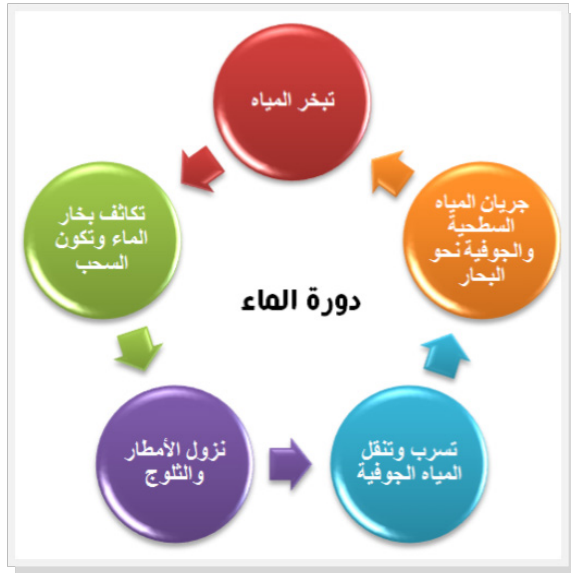 تبخر المياه
تكاثف بخار
الماء وتكون
السحب
نزول الأمطار
والثلوج
تسرب وتنقل
المياه الجوفية
جريان المياه
السطحية
والجوفية نحو
البحار
دورة الماء